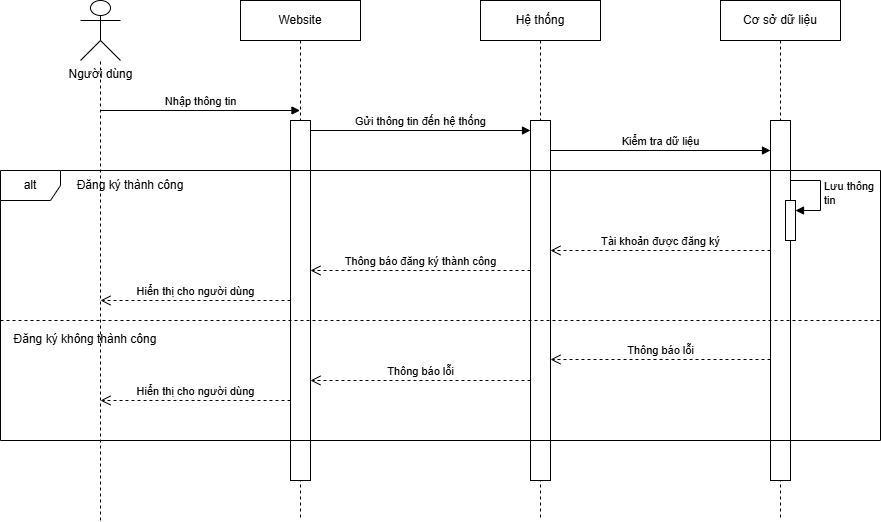 Website
Hệ thống
Cơ sở dữ liệu
Người dùng
Nhập thông tin
Gửi thông tin đến hệ thống
Kiểm tra dữ liệu
alt
Đăng ký thành công
Lưu thông
tin
Tài khoản được đăng ký
Thông báo đăng ký thành công
Hiển thị cho người dùng
Đăng ký không thành công
Thông báo lỗi
Thông báo lỗi
Hiển thị cho người dùng